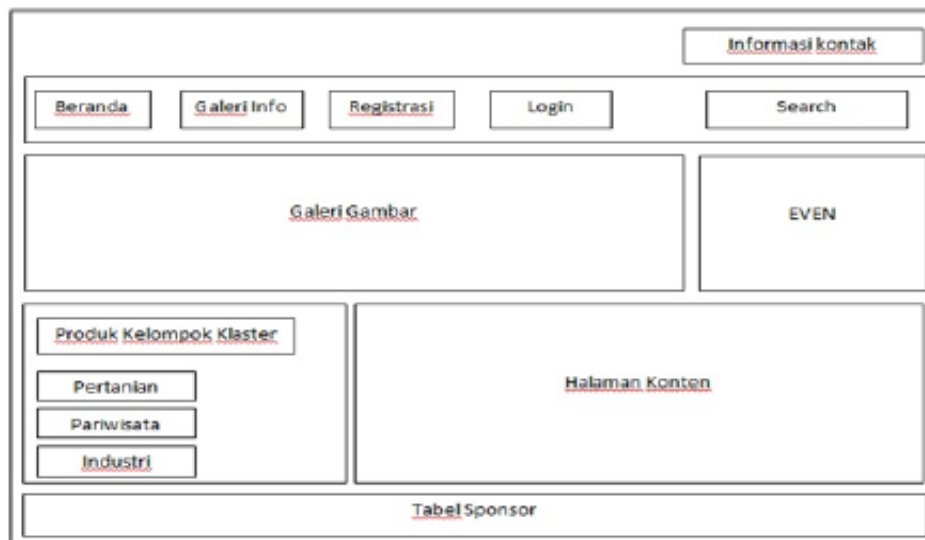 Informasi kontak
Beranda
Galeri Info
Registrasi
Login
Search
Galeri Gambar
EVEN
Produk Kelompok Klaster
Pertanian
Pariwisata
Industri
Halaman Konten
Tabel Sponsor